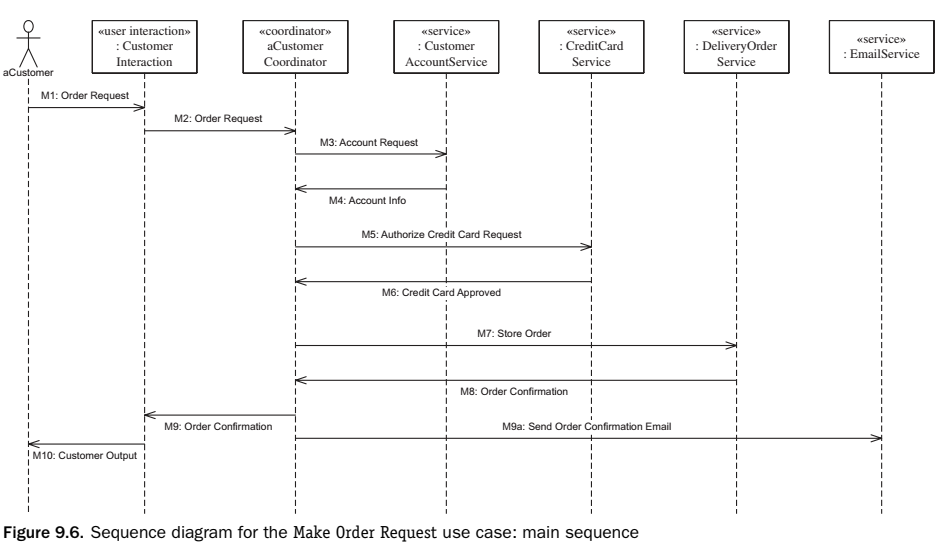 «user interaction»
: Customer
Interaction
«coordinator»
aCustomer
Coordinator
«service»
: Customer
AccountService
«service»
: CreditCard
Service
«service»
: DeliveryOrder
Service
«service»
: EmailService
aCustomer
M1: Order Request
M2: Order Request
M3: Account Request
M4: Account Info
M5: Authorize Credit Card Request
M6: Credit Card Approved
M7: Store Order
M8: Order Confirmation
M9: Order Confirmation
M9a: Send Order Confirmation Email
M10: Customer Output
Figure 9.6. Sequence diagram for the Make Order Request use case: main sequence